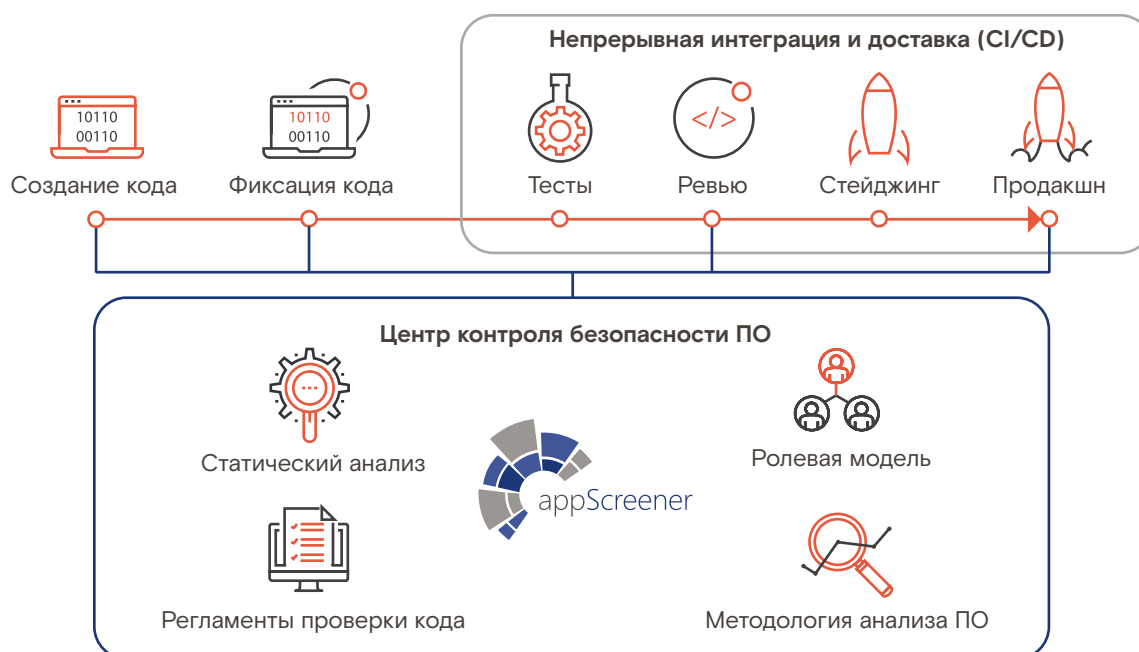 Непрерывная интеграция и доставка (CI/CD)
10110
00110
10110
00110
</>
Создание кода
Фиксация кода
Тесты
Ревью
Стейджинг
Продакшн
Центр контроля безопасности ПО
Статический анализ
Ролевая модель
appScreener
Регламенты проверки кода
Методология анализа ПО